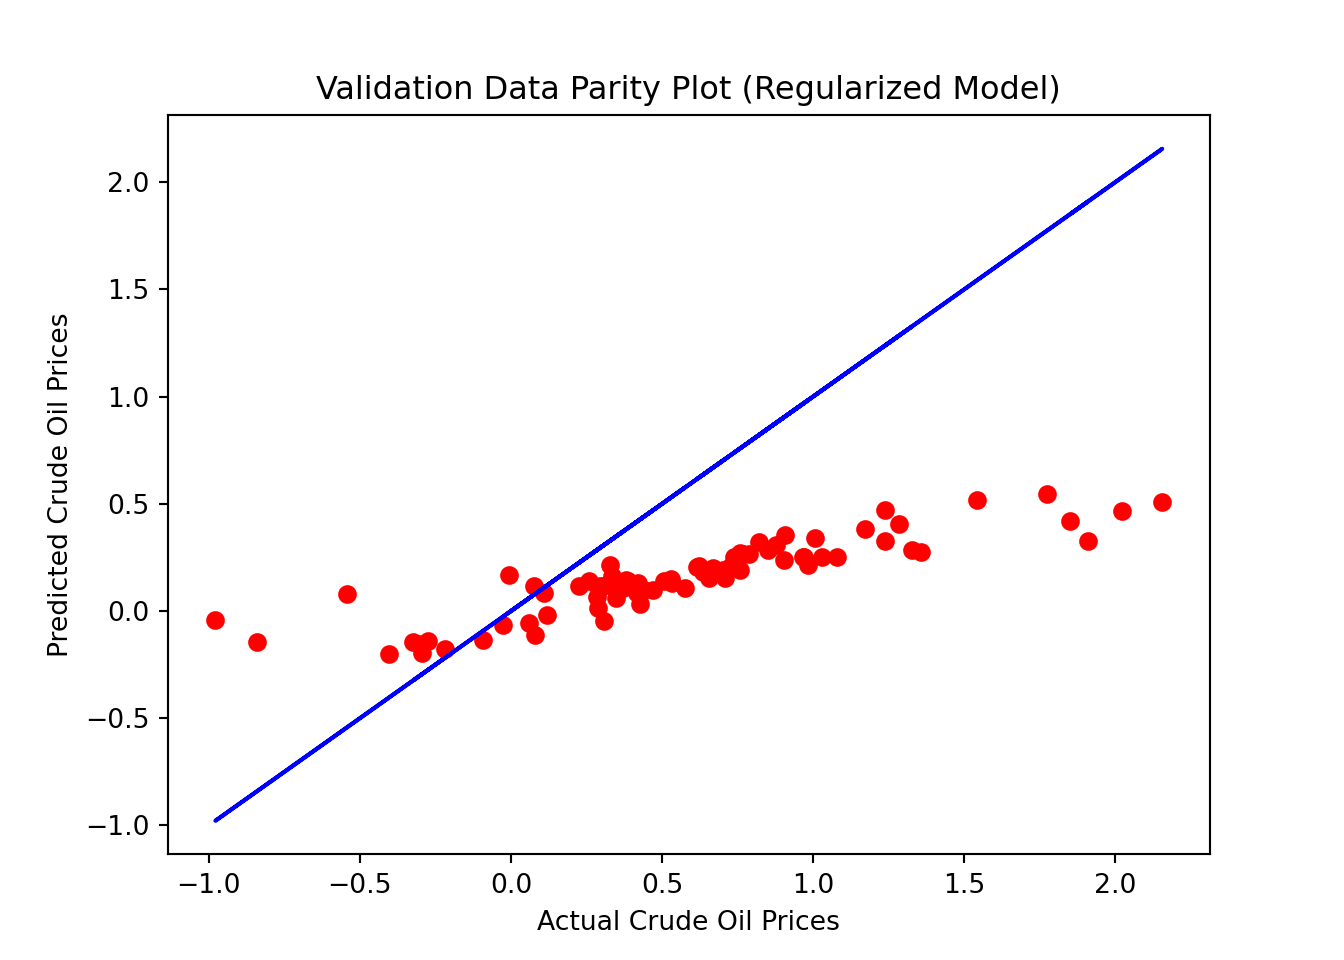 Validation Data Parity Plot (Regularized Model)
Predicted Crude Oil Prices
2.0
1.5
1.0
0.5
0.0
−0.5
−1.0
−1.0 −0.5 0.0 0.5 1.0 1.5 2.0
Actual Crude Oil Prices